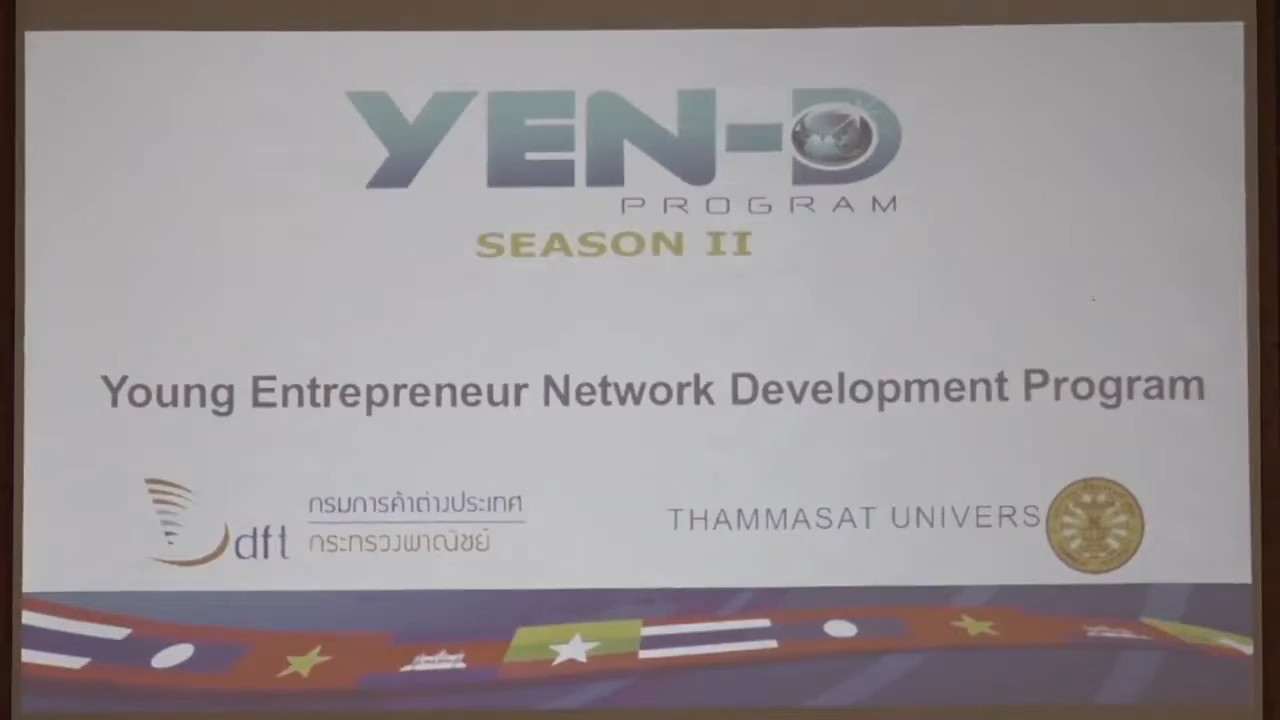 YEN-D
PROGRAM
SEASON II
Young Entrepreneur Network Development Program
dft
กรมการค้าต่างประเทศ
กระทรวงพาณิชย์
THAMMASAT UNIVERS